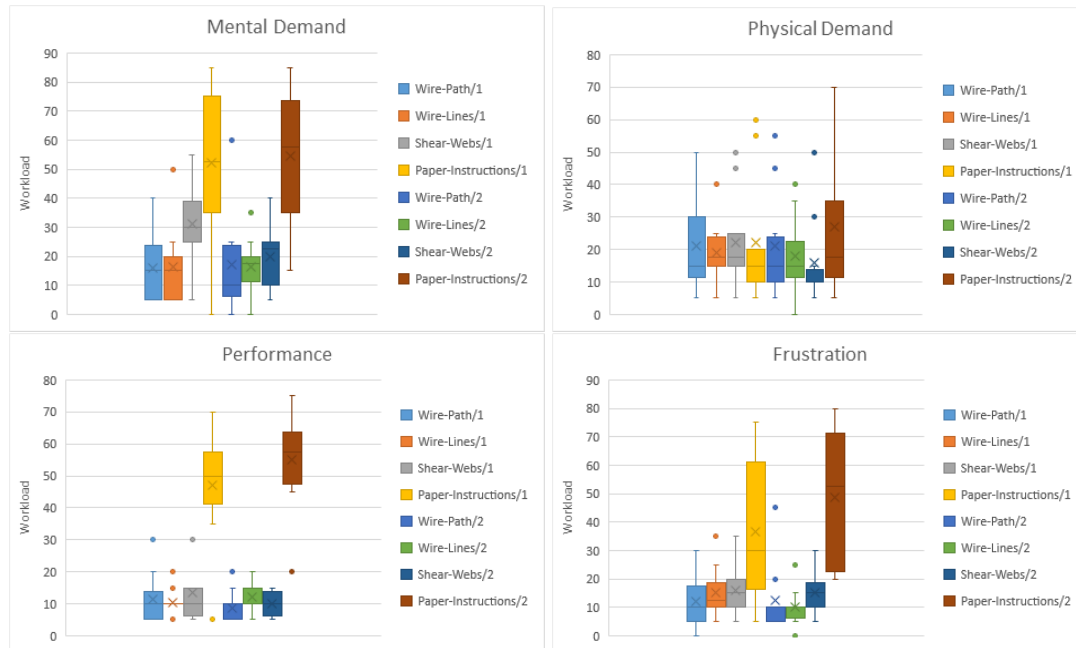 Mental Demand
90
80
70
60
50
40
30
20
10
0
Workload
Wire-Path/1
Wire-Lines/1
Shear-Webs/1
Paper-Instructions/1
Wire-Path/2
Wire-Lines/2
Shear-Webs/2
Paper-Instructions/2
Physical Demand
80
70
60
50
40
30
20
10
0
Workload
Wire-Path/1
Wire-Lines/1
Shear-Webs/1
Paper-Instructions/1
Wire-Path/2
Wire-Lines/2
Shear-Webs/2
Paper-Instructions/2
Performance
80
70
60
50
40
30
20
10
0
Workload
Wire-Path/1
Wire-Lines/1
Shear-Webs/1
Paper-Instructions/1
Wire-Path/2
Wire-Lines/2
Shear-Webs/2
Paper-Instructions/2
Frustration
90
80
70
60
50
40
30
20
10
0
Workload
Wire-Path/1
Wire-Lines/1
Shear-Webs/1
Paper-Instructions/1
Wire-Path/2
Wire-Lines/2
Shear-Webs/2
Paper-Instructions/2